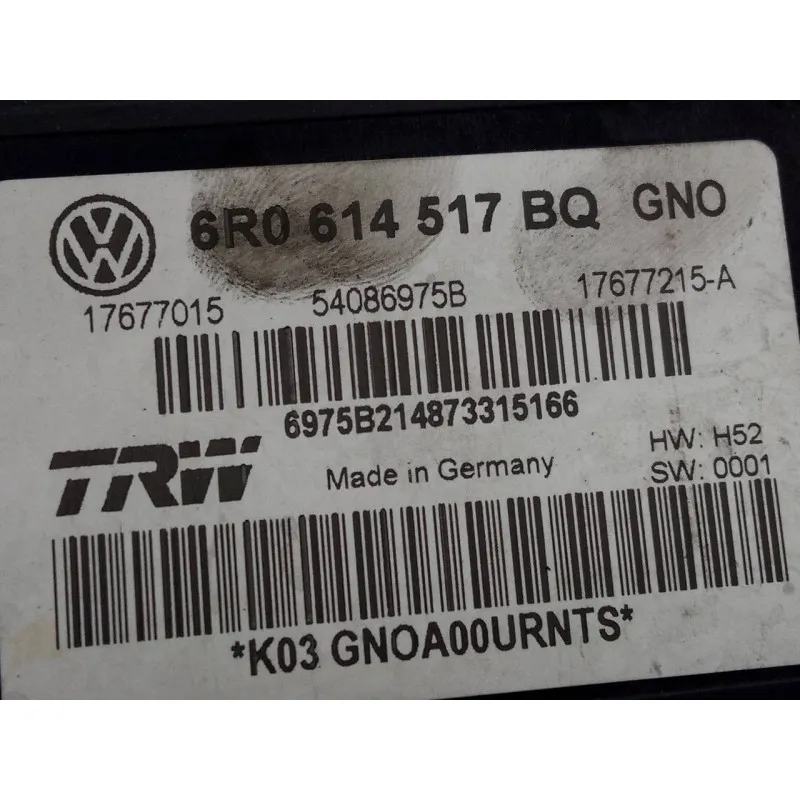 6R0 614 517 BQ GNO
17677015 54086975B 17677215-A
6975B214873315166
TRW Made in Germany HW: H52
SW: 0001
*K03 GNOA00URNTS*